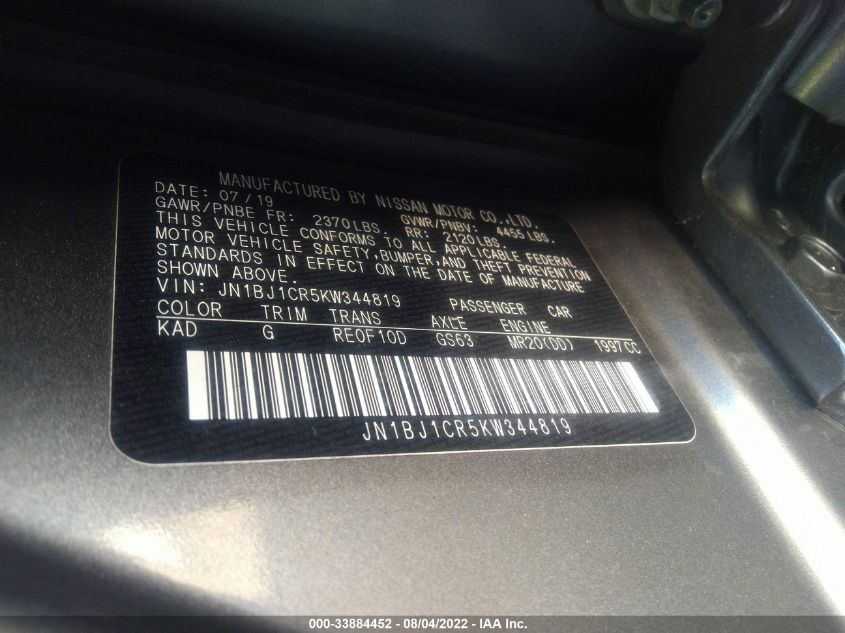 MANUFACTURED BY NISSAN MOTOR CO.,LTD.
DATE: 07/19 GVWR/PNBV: 4455 LBS.
GAWR/PNBE FR: 2370LBS. RR: 2120LBS.
THIS VEHICLE CONFORMS TO ALL APPLICABLE FEDERAL
MOTOR VEHICLE SAFETY,BUMPER,AND THEFT PREVENTION
STANDARDS IN EFFECT ON THE DATE OF MANUFACTURE
SHOWN ABOVE.
VIN: JN1BJ1CR5KW344819 PASSENGER CAR
COLOR TRIM TRANS AXLE ENGINE
KAD G RE0F10D GS63 MR20(DD) 1997CC
JN1BJ1CR5KW344819
000-33884452 - 08/04/2022 - IAA Inc.